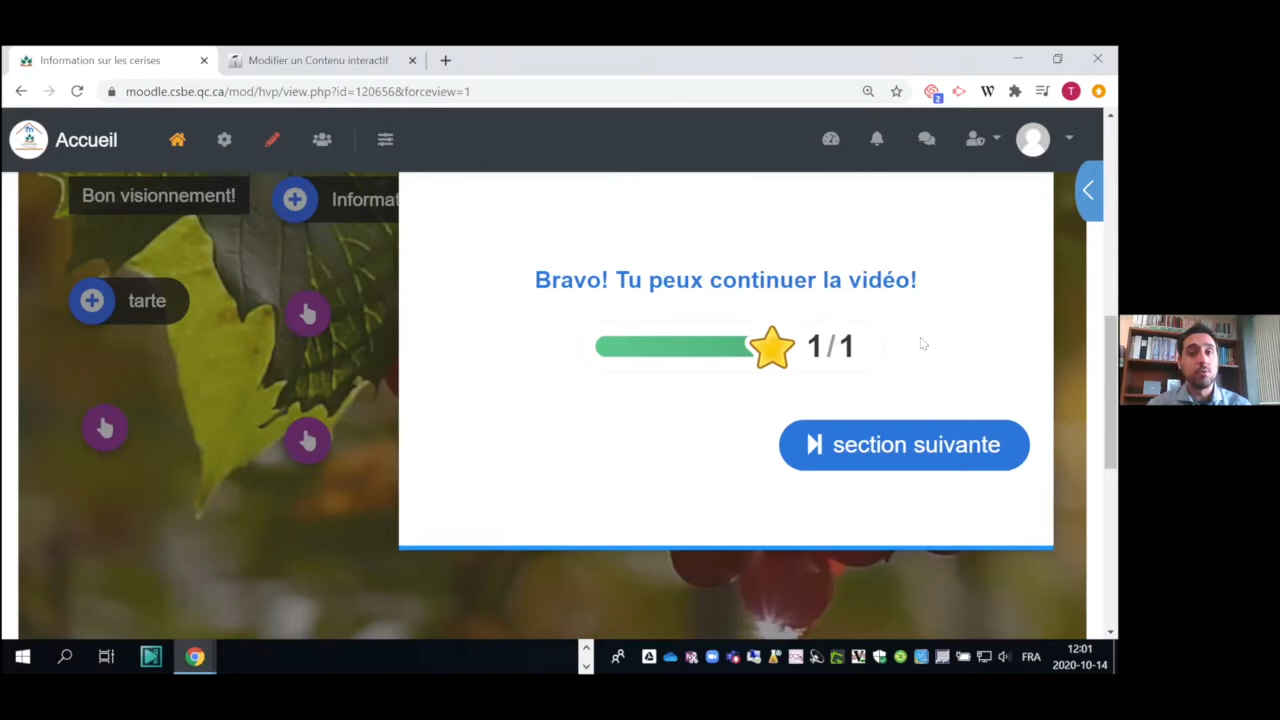 Information sur les cerises
Modifier un Contenu interactif
moodle.csbe.qc.ca/mod/hvp/view.php?id=120656&forceview=1
2
W
T
Accueil
Bon visionnement!
Informat
tarte
Bravo! Tu peux continuer la vidéo!
1/1
section suivante
FRA
12:01
2020-10-14